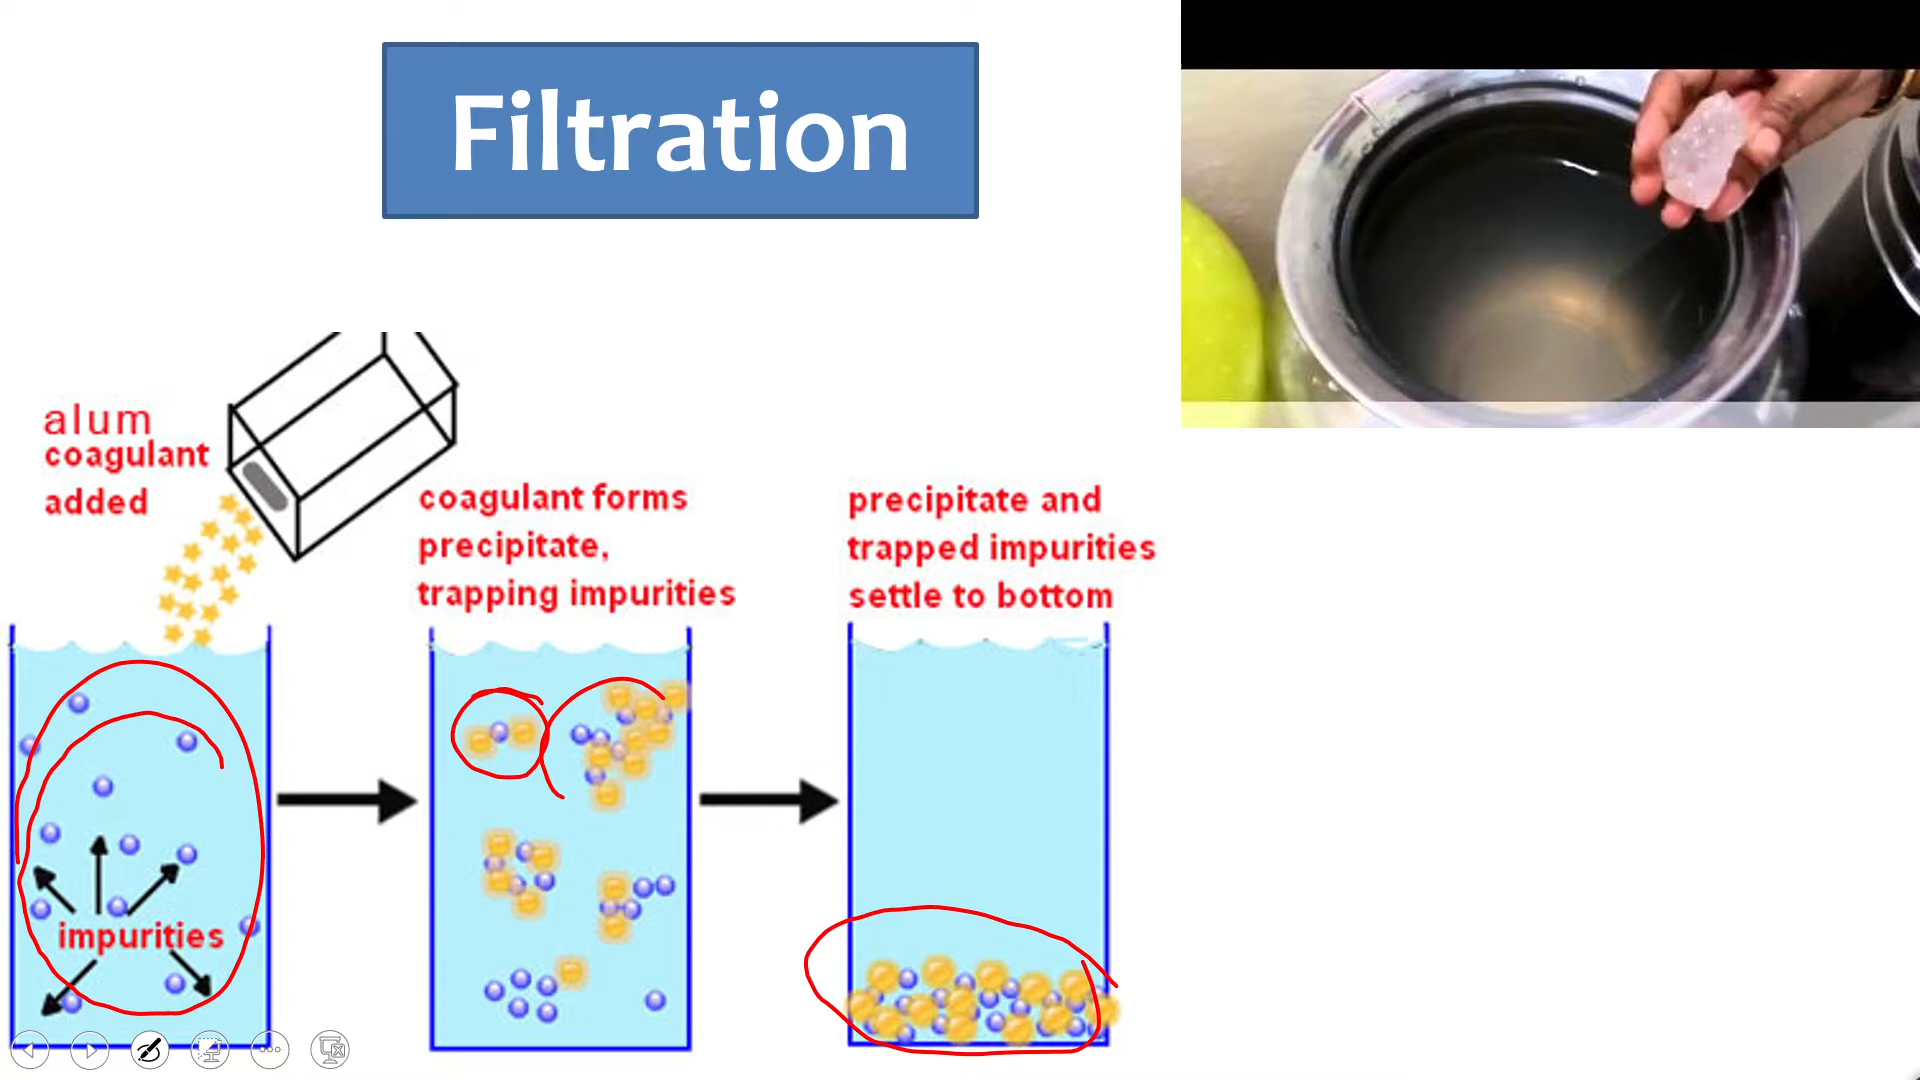 Filtration
alum
coagulant
added
coagulant forms
precipitate,
trapping impurities
precipitate and
trapped impurities
settle to bottom
impurities